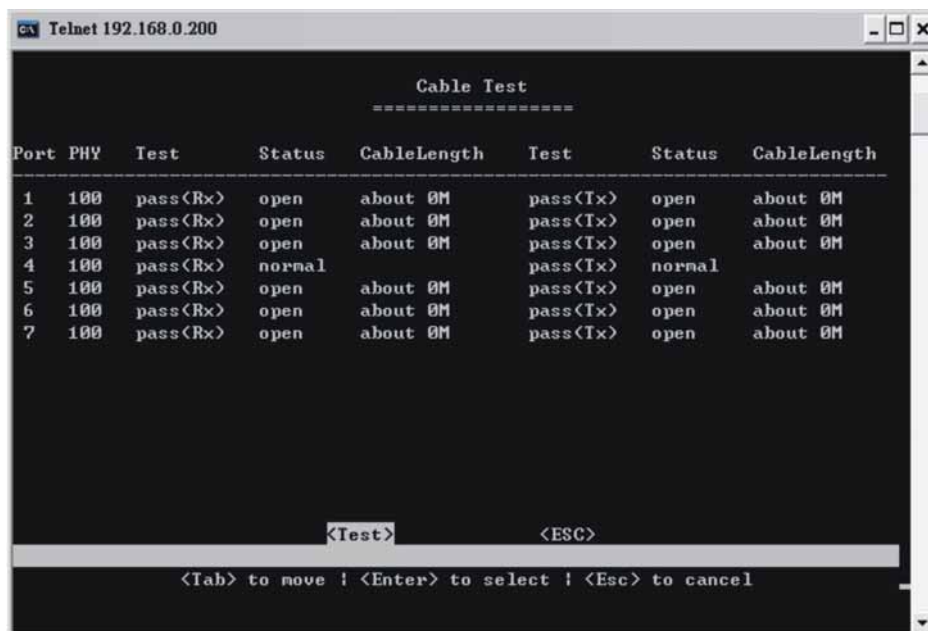 Telnet 192.168.0.200
Cable Test
==================
Port PHY Test Status CableLength Test Status CableLength
1 100 pass(Rx) open about 0M pass(Tx) open about 0M
2 100 pass(Rx) open about 0M pass(Tx) open about 0M
3 100 pass(Rx) open about 0M pass(Tx) open about 0M
4 100 pass(Rx) normal pass(Tx) normal
5 100 pass(Rx) open about 0M pass(Tx) open about 0M
6 100 pass(Rx) open about 0M pass(Tx) open about 0M
7 100 pass(Rx) open about 0M pass(Tx) open about 0M
<Test> <ESC>
<Tab> to move | <Enter> to select | <Esc> to cancel